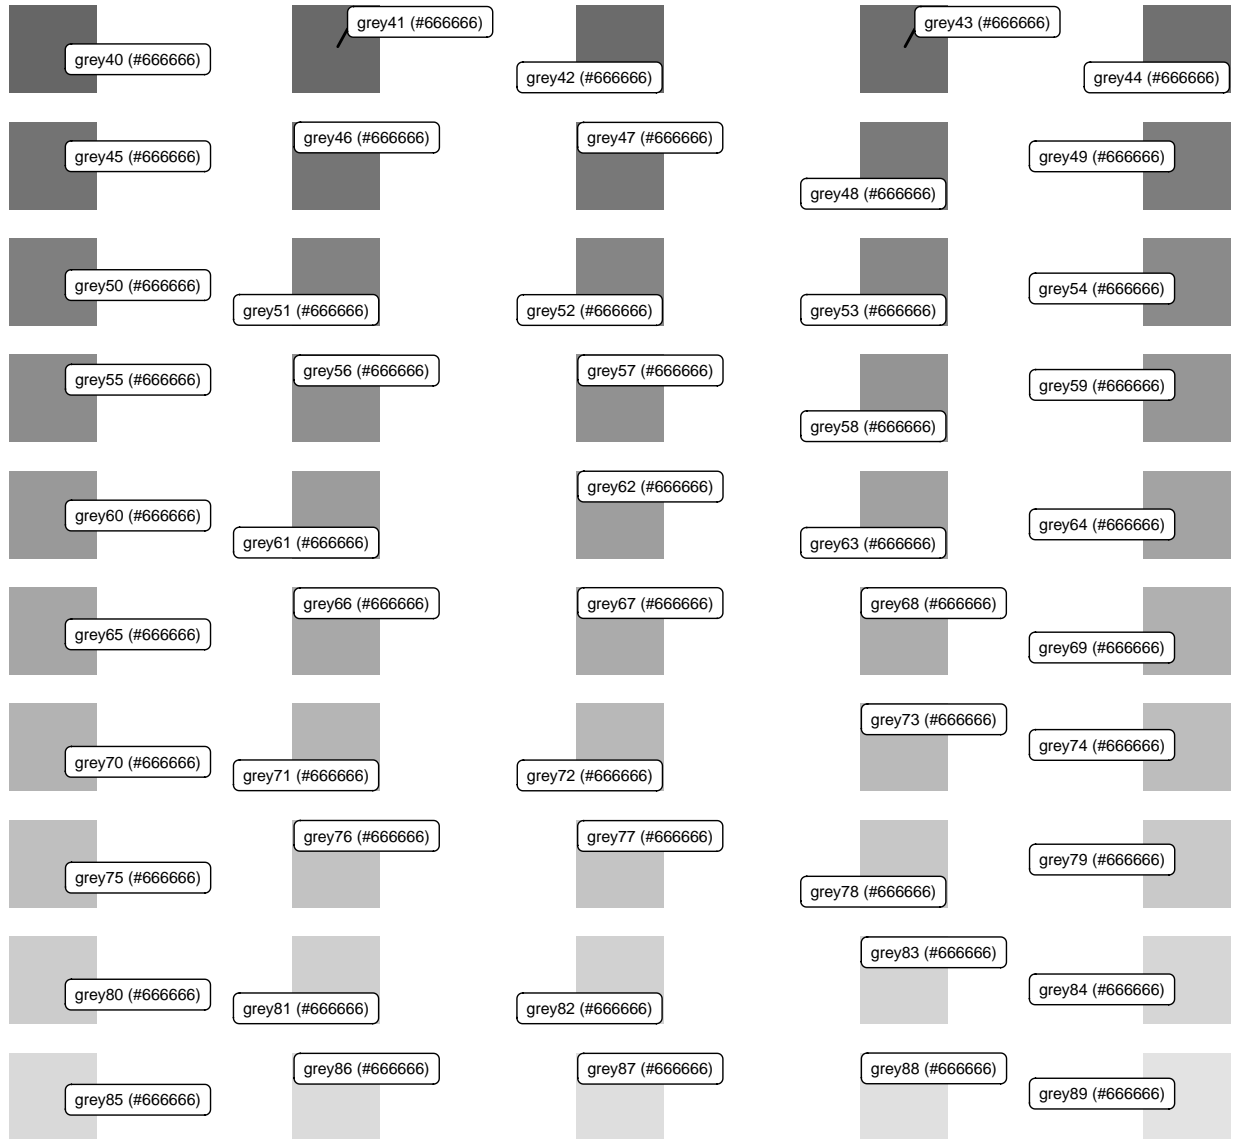 grey40 (#666666)
grey41 (#666666)
grey42 (#666666)
grey43 (#666666)
grey44 (#666666)
grey45 (#666666)
grey46 (#666666)
grey47 (#666666)
grey48 (#666666)
grey49 (#666666)
grey50 (#666666)
grey51 (#666666)
grey52 (#666666)
grey53 (#666666)
grey54 (#666666)
grey55 (#666666)
grey56 (#666666)
grey57 (#666666)
grey58 (#666666)
grey59 (#666666)
grey60 (#666666)
grey61 (#666666)
grey62 (#666666)
grey63 (#666666)
grey64 (#666666)
grey65 (#666666)
grey66 (#666666)
grey67 (#666666)
grey68 (#666666)
grey69 (#666666)
grey70 (#666666)
grey71 (#666666)
grey72 (#666666)
grey73 (#666666)
grey74 (#666666)
grey75 (#666666)
grey76 (#666666)
grey77 (#666666)
grey78 (#666666)
grey79 (#666666)
grey80 (#666666)
grey81 (#666666)
grey82 (#666666)
grey83 (#666666)
grey84 (#666666)
grey85 (#666666)
grey86 (#666666)
grey87 (#666666)
grey88 (#666666)
grey89 (#666666)